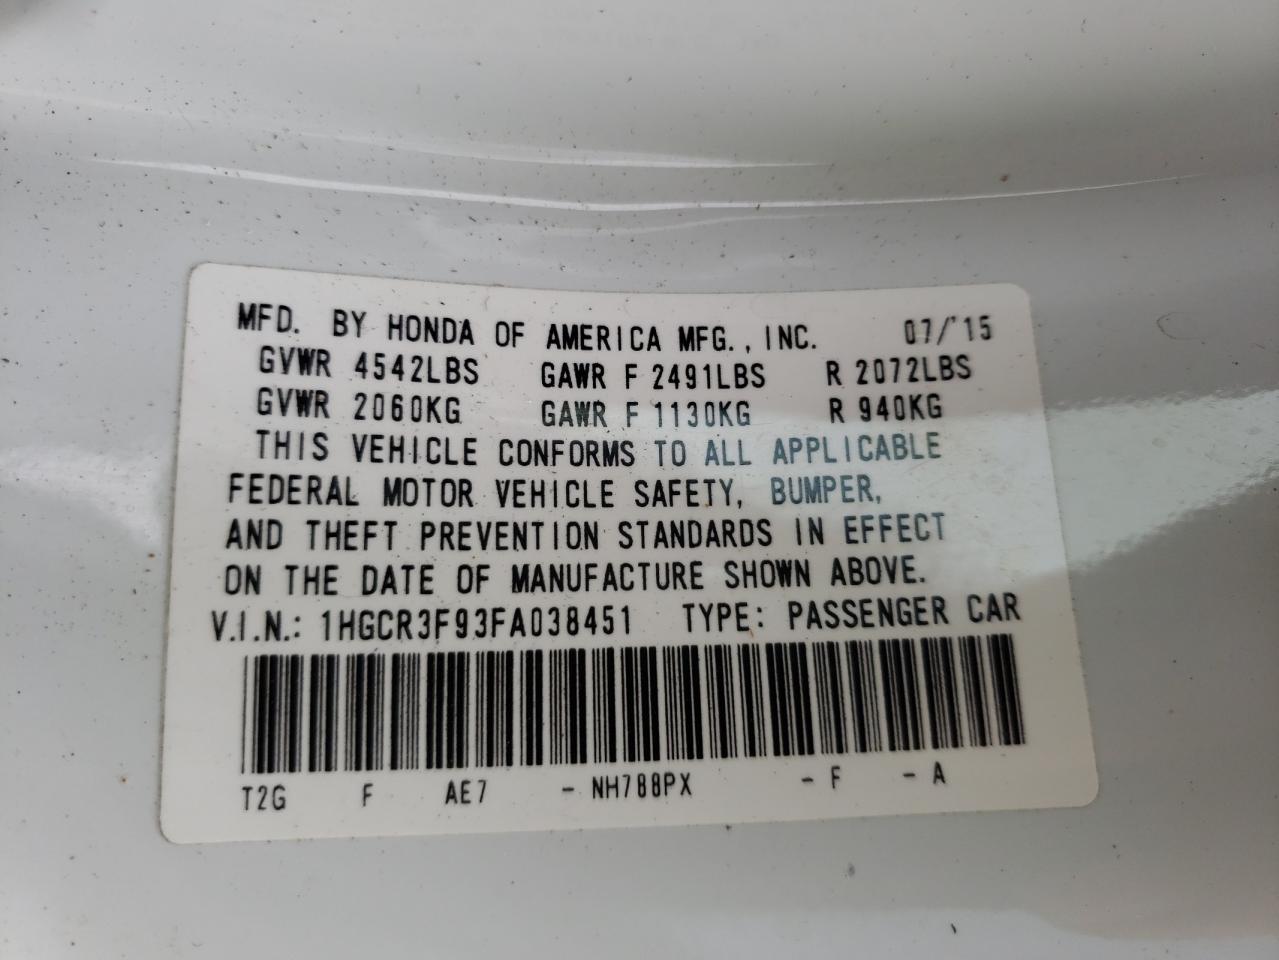 MFD. BY HONDA OF AMERICA MFG., INC. 07/'15
GVWR 4542LBS GAWR F 2491LBS R 2072LBS
GVWR 2060KG GAWR F 1130KG R 940KG
THIS VEHICLE CONFORMS TO ALL APPLICABLE
FEDERAL MOTOR VEHICLE SAFETY, BUMPER,
AND THEFT PREVENTION STANDARDS IN EFFECT
ON THE DATE OF MANUFACTURE SHOWN ABOVE.
V.I.N.: 1HGCR3F93FA038451 TYPE: PASSENGER CAR
T2G F AE7 - NH788PX - F - A